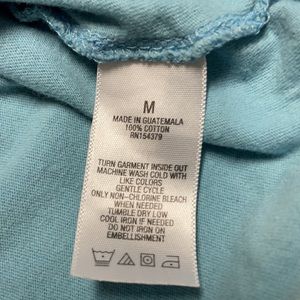 M
MADE IN GUATEMALA
100% COTTON
RN154379
TURN GARMENT INSIDE OUT
MACHINE WASH COLD WITH
LIKE COLORS
GENTLE CYCLE
ONLY NON-CHLORINE BLEACH
WHEN NEEDED
TUMBLE DRY LOW
COOL IRON IF NEEDED
DO NOT IRON ON
EMBELLISHMENT